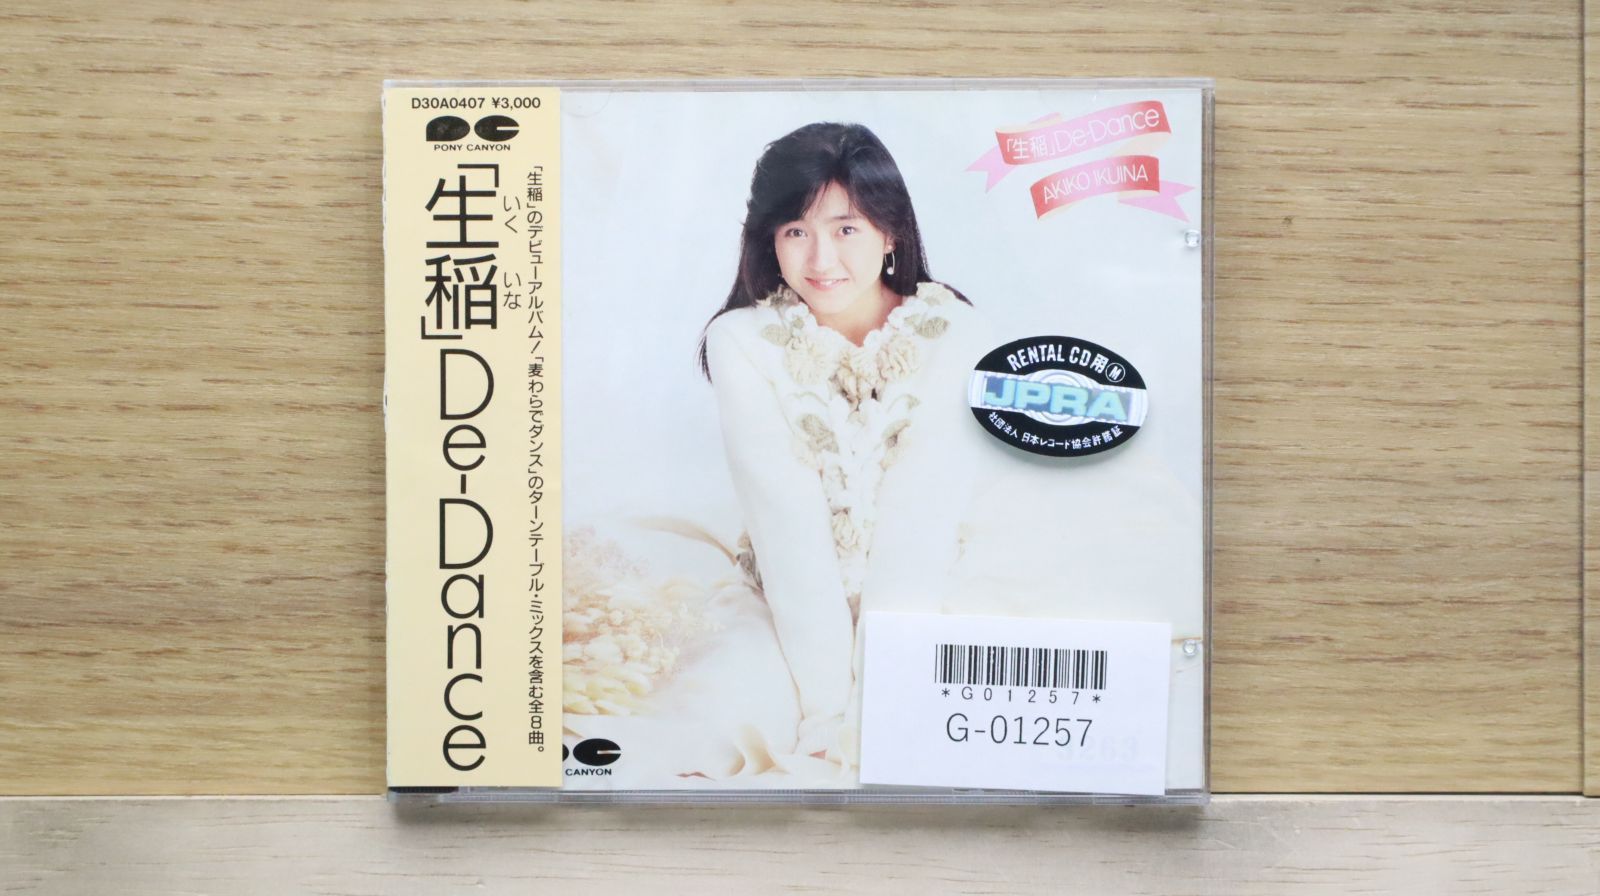 D30A0407 ¥3,000
PONY CANYON
「生稲」De-Dance
いく いな
「生稲」のデビューアルバム!「麦わらでダンス」のターンテーブル・ミックスを含む全8曲。
「生稲」De-Dance
AKIKO IKUINA
RENTAL CD用 M
JPRA
社団法人 日本レコード協会許諾証
*G01257*
G-01257
CANYON